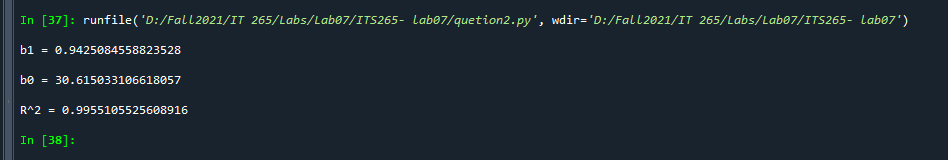 In [37]: runfile('D:/Fall2021/IT 265/Labs/Lab07/ITS265- lab07/quetion2.py', wdir='D:/Fall2021/IT 265/Labs/Lab07/ITS265- lab07')
b1 = 0.9425084558823528
b0 = 30.615033106618057
R^2 = 0.9955105525608916
In [38]: